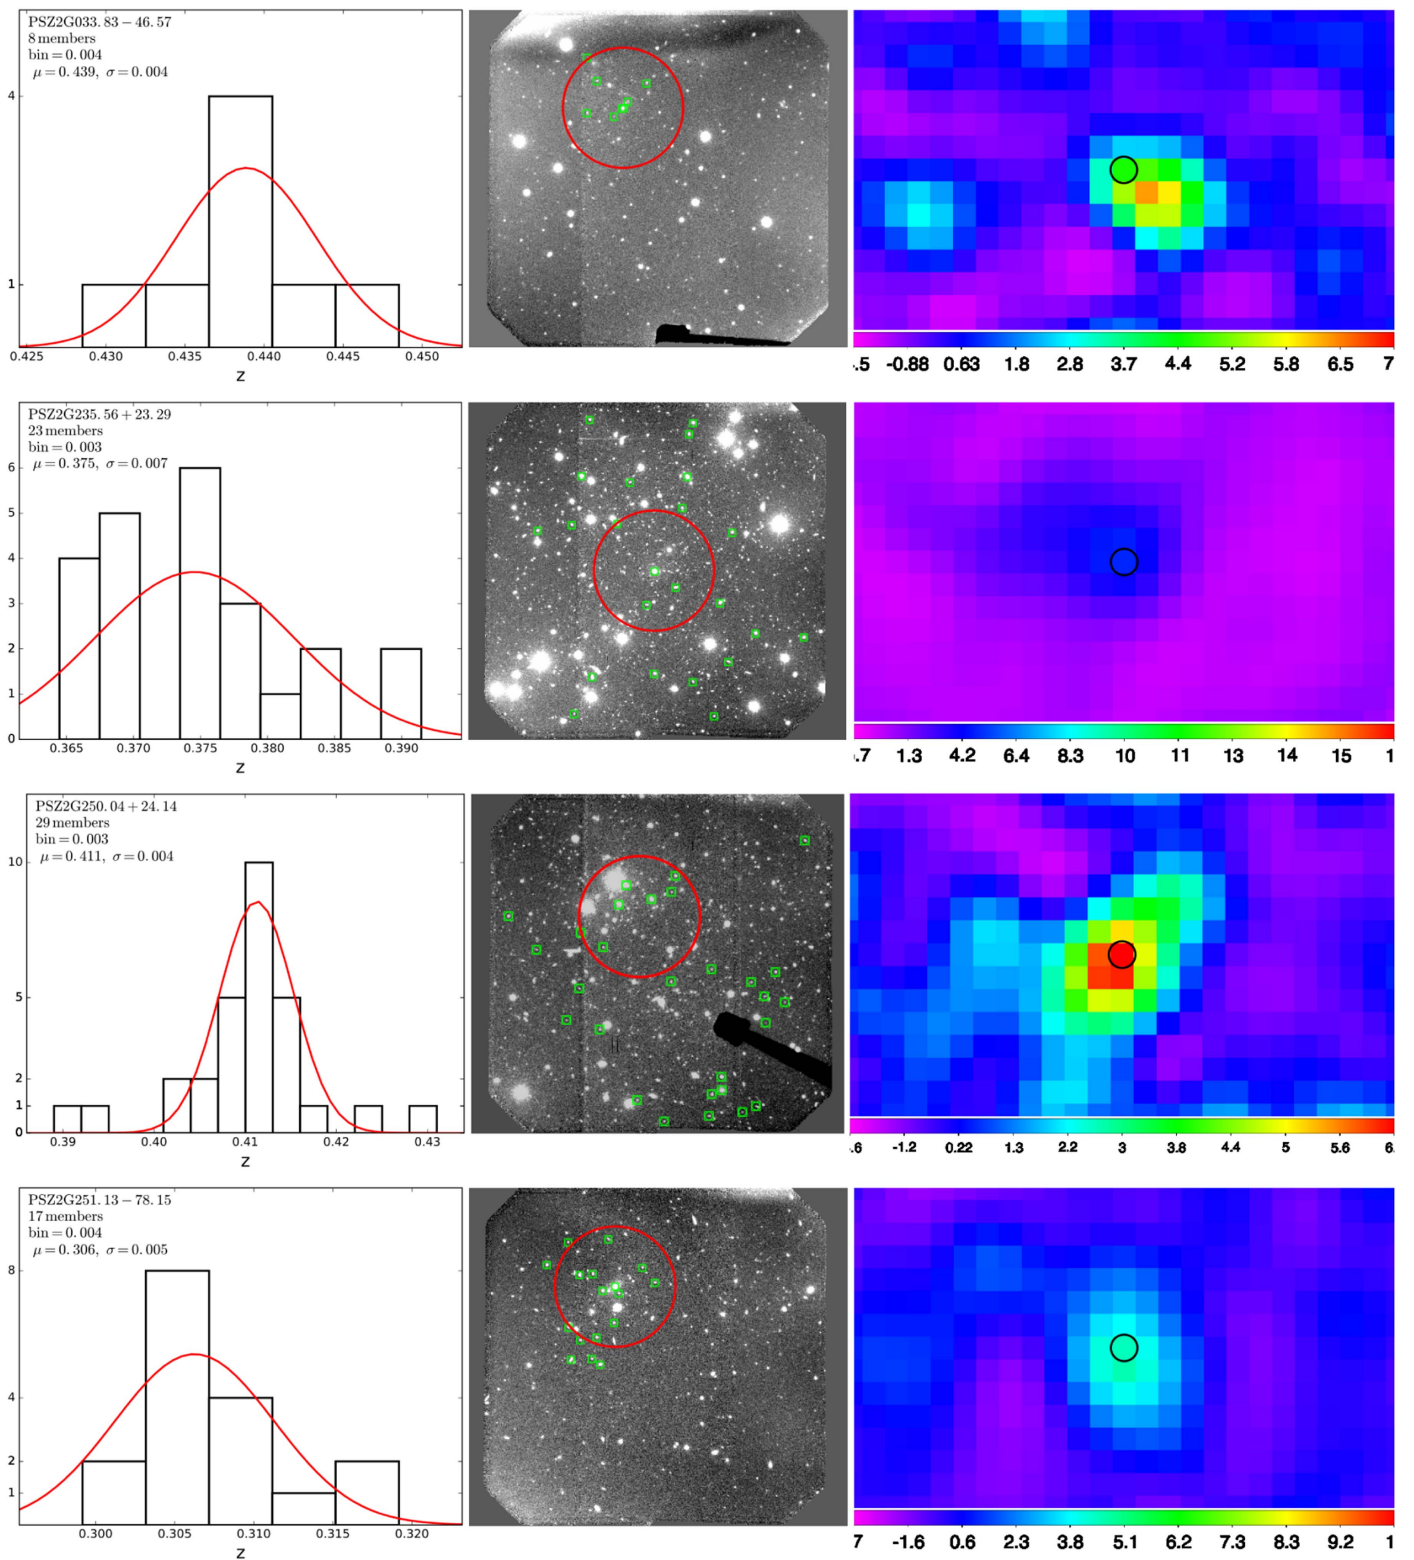 PSZ2G033.83−46.57
8 members
bin = 0.004
μ = 0.439, σ = 0.004
4
1
0.425 0.430 0.435 0.440 0.445 0.450
z
.5 -0.88 0.63 1.8 2.8 3.7 4.4 5.2 5.8 6.5 7
PSZ2G235.56+23.29
23 members
bin = 0.003
μ = 0.375, σ = 0.007
6
5
4
3
2
1
0
0.365 0.370 0.375 0.380 0.385 0.390
z
.7 1.3 4.2 6.4 8.3 10 11 13 14 15 1
PSZ2G250.04+24.14
29 members
bin = 0.003
μ = 0.411, σ = 0.004
10
5
2
1
0
0.39 0.40 0.41 0.42 0.43
z
.6 -1.2 0.22 1.3 2.2 3 3.8 4.4 5 5.6 6.
PSZ2G251.13−78.15
17 members
bin = 0.004
μ = 0.306, σ = 0.005
8
4
2
1
0.300 0.305 0.310 0.315 0.320
z
7 -1.6 0.6 2.3 3.8 5.1 6.2 7.3 8.3 9.2 1